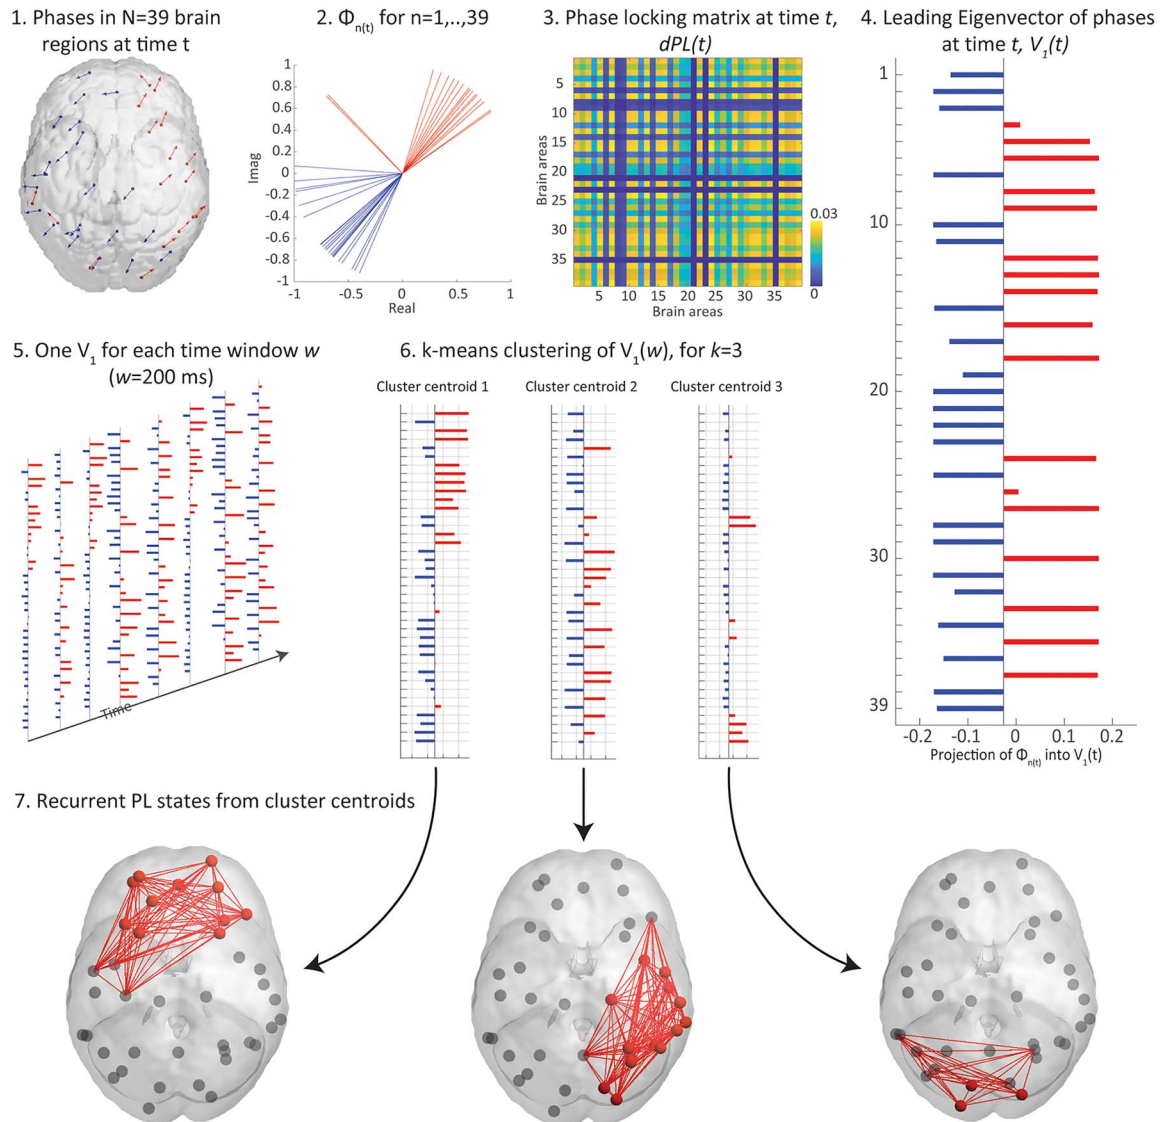 1. Phases in N=39 brain
regions at time t
2. Φn(t) for n=1,..,39
3. Phase locking matrix at time t,
dPL(t)
4. Leading Eigenvector of phases
at time t, V1(t)
1
0.8
0.6
0.4
0.2
0
-0.2
-0.4
-0.6
-0.8
-1
Imag
-1 -0.5 0 0.5 1
Real
5
10
15
20
25
30
35
Brain areas
5 10 15 20 25 30 35
Brain areas
0.03
0
1
10
20
30
39
-0.2 -0.1 0 0.1 0.2
Projection of Φn(t) into V1(t)
5. One V1 for each time window w
(w=200 ms)
Time
6. k-means clustering of V1(w), for k=3
Cluster centroid 1 Cluster centroid 2 Cluster centroid 3
7. Recurrent PL states from cluster centroids